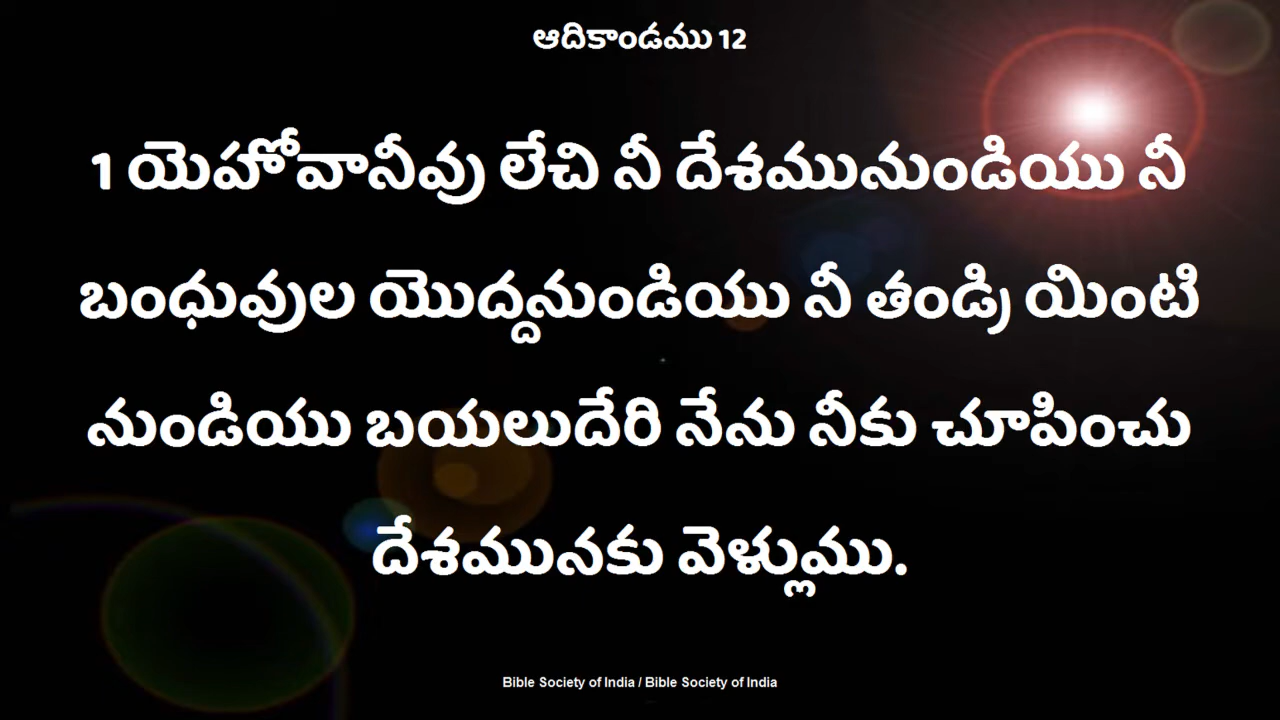 ఆదికాండము 12
1 యెహోవానీవు లేచి నీ దేశమునుండియు నీ
బంధువుల యొద్దనుండియు నీ తండ్రి యింటి
నుండియు బయలుదేరి నేను నీకు చూపించు
దేశమునకు వెళ్లుము.
Bible Society of India / Bible Society of India